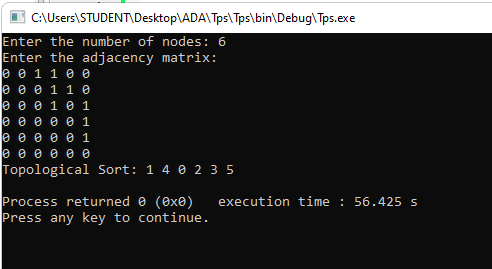 C:\Users\STUDENT\Desktop\ADA\Tps\Tps\bin\Debug\Tps.exe
Enter the number of nodes: 6
Enter the adjacency matrix:
0 0 1 1 0 0
0 0 0 1 1 0
0 0 0 1 0 1
0 0 0 0 0 1
0 0 0 0 0 1
0 0 0 0 0 0
Topological Sort: 1 4 0 2 3 5
Process returned 0 (0x0)   execution time : 56.425 s
Press any key to continue.